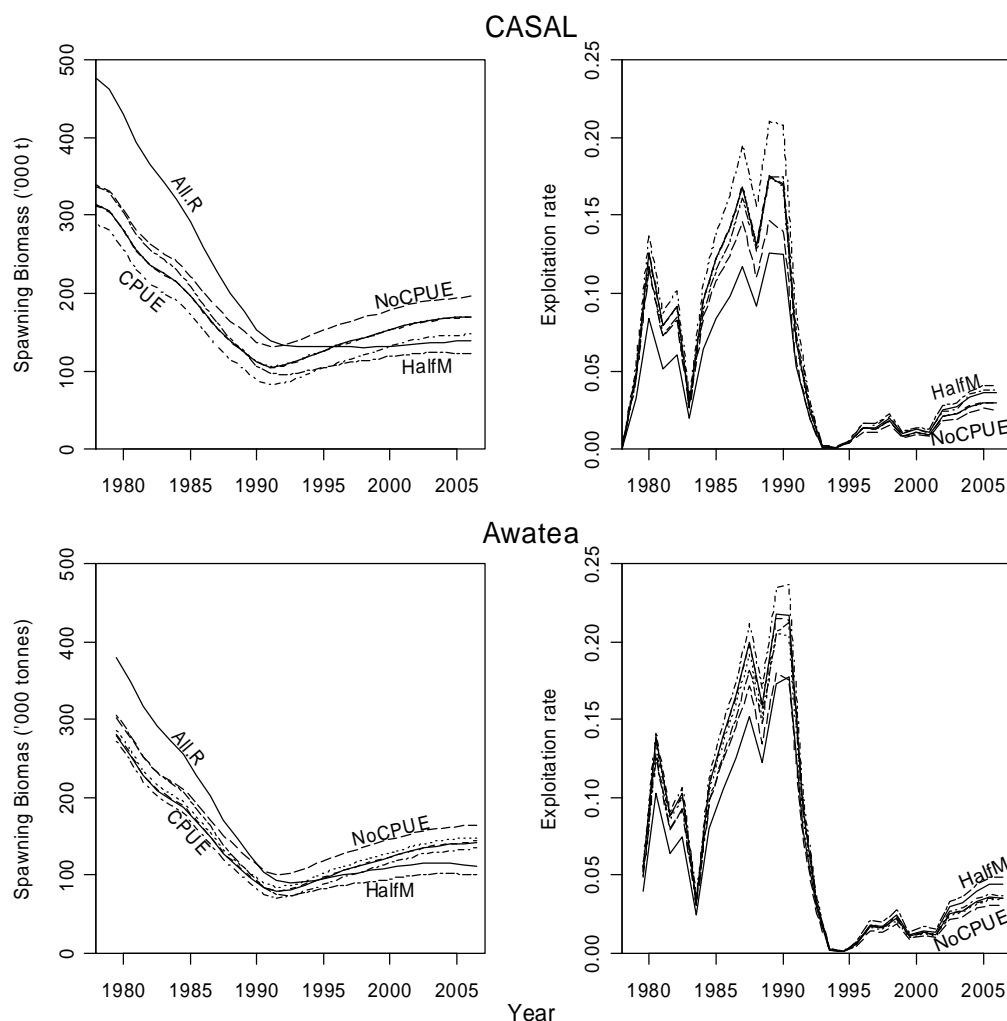 CASAL
Spawning Biomass ('000 t)
0 100 200 300 400 500
All.R
CPUE
NoCPUE
HalfM
1980 1985 1990 1995 2000 2005
Exploitation rate
0.00 0.05 0.10 0.15 0.20 0.25
HalfM
NoCPUE
1980 1985 1990 1995 2000 2005
Awatea
Spawning Biomas ('000 tonnes)
0 100 200 300 400 500
All.R
CPUE
NoCPUE
HalfM
1980 1985 1990 1995 2000 2005
Exploitation rate
0.00 0.05 0.10 0.15 0.20 0.25
HalfM
NoCPUE
1980 1985 1990 1995 2000 2005
Year